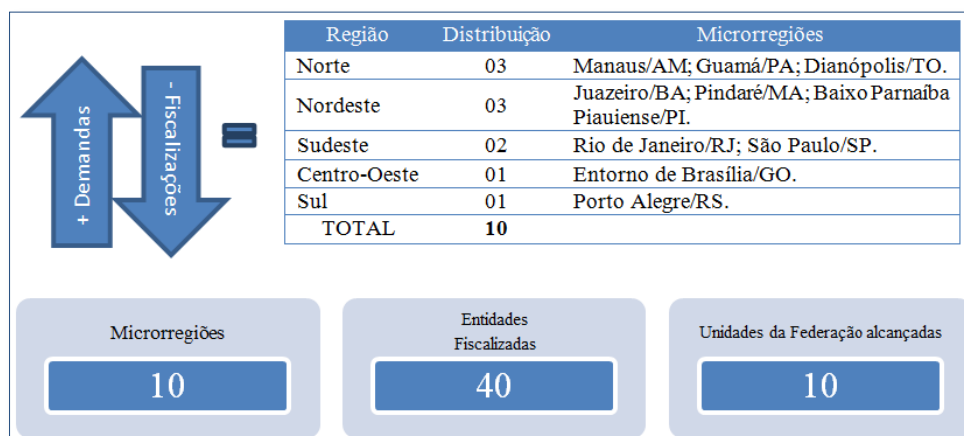 + Demandas
- Fiscalizações
=
Região Distribuição Microrregiões
Norte 03 Manaus/AM; Guamá/PA; Dianópolis/TO.
Nordeste 03 Juazeiro/BA; Pindaré/MA; Baixo Parnaíba
Piauiense/PI.
Sudeste 02 Rio de Janeiro/RJ; São Paulo/SP.
Centro-Oeste 01 Entorno de Brasília/GO.
Sul 01 Porto Alegre/RS.
TOTAL 10
Microrregiões
10
Entidades
Fiscalizadas
40
Unidades da Federação alcançadas
10